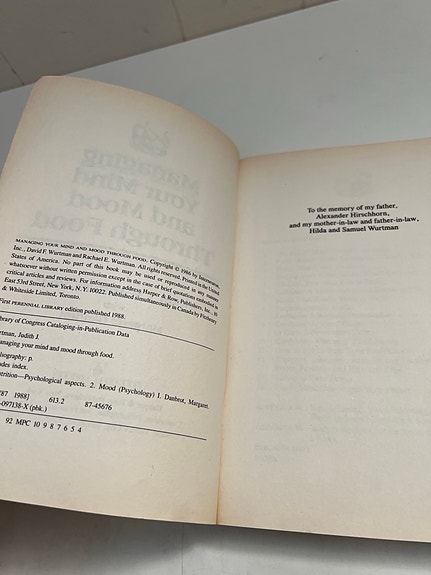 MANAGING YOUR MIND AND MOOD THROUGH FOOD. Copyright © 1986 by Intermom,
Inc., David F. Wurtman and Rachael E. Wurtman. All rights reserved. Printed in the United
States of America. No part of this book may be used or reproduced in any manner
whatsoever without written permission except in the case of brief quotations embodied in
critical articles and reviews. For information address Harper & Row, Publishers, Inc., 10
East 53rd Street, New York, N.Y. 10022. Published simultaneously in Canada by Fitzhenry
& Whiteside Limited, Toronto.
First PERENNIAL LIBRARY edition published 1988.
ibrary of Congress Cataloging-in-Publication Data
rtman, Judith J.
anaging your mind and mood through food.
liography: p.
udes index.
trition—Psychological aspects. 2. Mood (Psychology) I. Danbrot, Margaret.
787 1988] 613.2 87-45676
-097138-X (pbk.)
92 MPC 10 9 8 7 6 5 4
To the memory of my father,
Alexander Hirschhorn,
and my mother-in-law and father-in-law,
Hilda and Samuel Wurtman
Managing
Your Mind
and Mood
Through